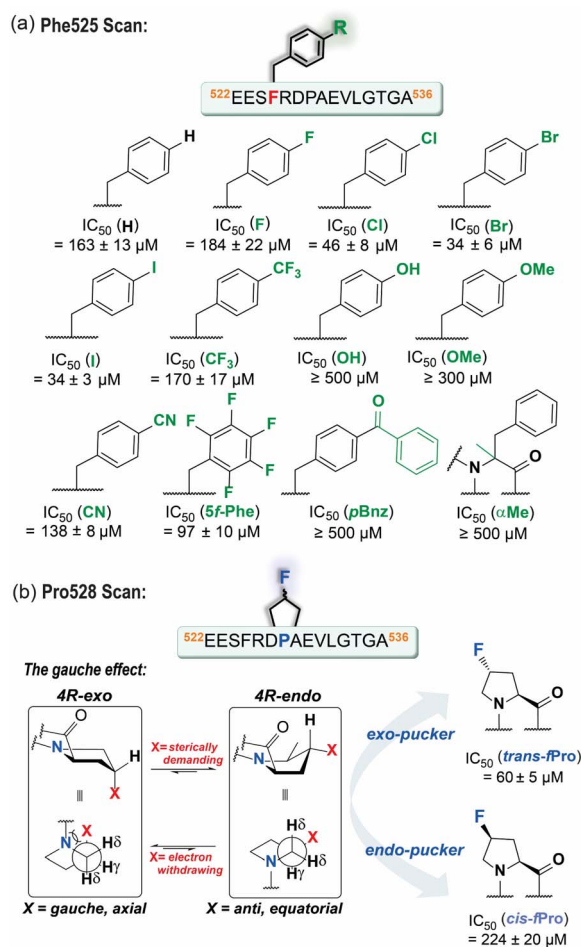 (a) Phe525 Scan:
R
522EESFRDPAEVLGTGA536
H
F
Cl
Br
IC50 (H)
= 163 ± 13 µM
IC50 (F)
= 184 ± 22 µM
IC50 (Cl)
= 46 ± 8 µM
IC50 (Br)
= 34 ± 6 µM
I
CF3
OH
OMe
IC50 (I)
= 34 ± 3 µM
IC50 (CF3)
= 170 ± 17 µM
IC50 (OH)
≥ 500 µM
IC50 (OMe)
≥ 300 µM
CN
F
F
F
F
F
O
N
O
IC50 (CN)
= 138 ± 8 µM
IC50 (5f-Phe)
= 97 ± 10 µM
IC50 (pBnz)
≥ 500 µM
IC50 (αMe)
≥ 500 µM
(b) Pro528 Scan:
F
522EESFRDPAEVLGTGA536
The gauche effect:
4R-exo
4R-endo
O
N
H
X
X= sterically
demanding
O
N
H
X
N
X
Hδ
Hγ
Hδ
X= electron
withdrawing
Hδ
X
N
Hγ
Hδ
X = gauche, axial
X = anti, equatorial
exo-pucker
endo-pucker
F
N
O
IC50 (trans-fPro)
= 60 ± 5 µM
F
N
O
IC50 (cis-fPro)
= 224 ± 20 µM